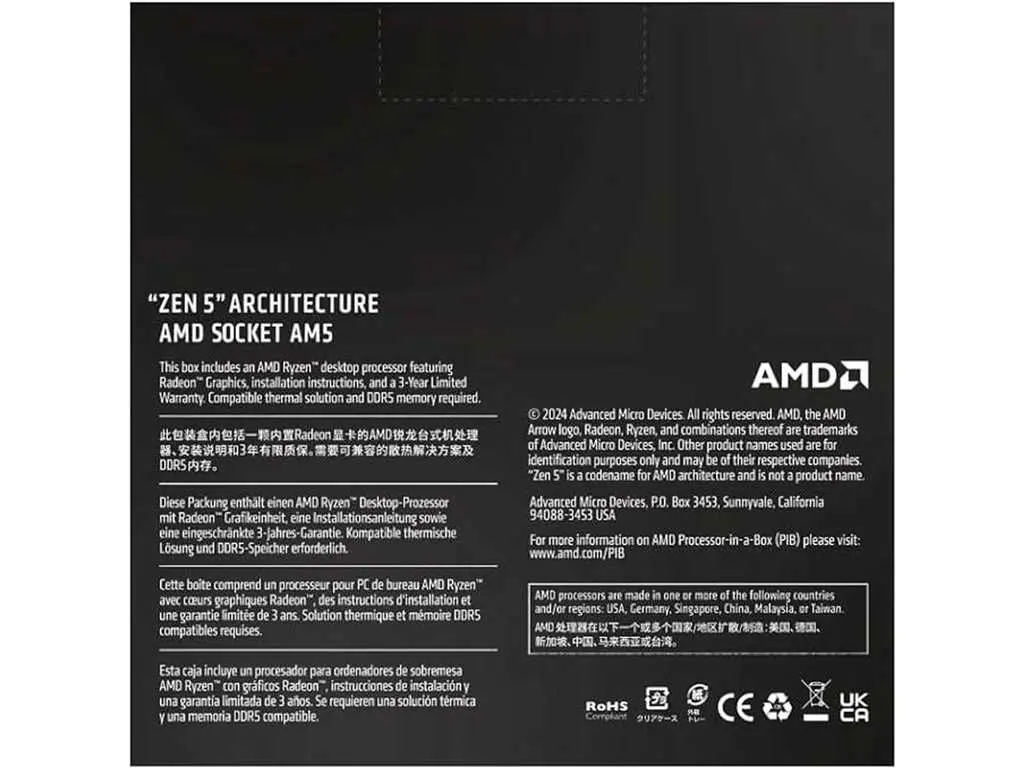 “ZEN 5” ARCHITECTURE
AMD SOCKET AM5
This box includes an AMD Ryzen™ desktop processor featuring
Radeon™ Graphics, installation instructions, and a 3-Year Limited
Warranty. Compatible thermal solution and DDR5 memory required.
此包装盒内包括一颗内置Radeon显卡的AMD锐龙台式机处理
器、安装说明和3年有限质保。需要可兼容的散热解决方案及
DDR5内存。
Diese Packung enthält einen AMD Ryzen™ Desktop-Prozessor
mit Radeon™ Grafikeinheit, eine Installationsanleitung sowie
eine eingeschränkte 3-Jahres-Garantie. Kompatible thermische
Lösung und DDR5-Speicher erforderlich.
Cette boîte comprend un processeur pour PC de bureau AMD Ryzen™
avec cœurs graphiques Radeon™, des instructions d'installation et
une garantie limitée de 3 ans. Solution thermique et mémoire DDR5
compatibles requises.
Esta caja incluye un procesador para ordenadores de sobremesa
AMD Ryzen™ con gráficos Radeon™, instrucciones de instalación y
una garantía limitada de 3 años. Se requieren una solución térmica
y una memoria DDR5 compatible.
AMD
© 2024 Advanced Micro Devices. All rights reserved. AMD, the AMD
Arrow logo, Radeon, Ryzen, and combinations thereof are trademarks
of Advanced Micro Devices, Inc. Other product names used are for
identification purposes only and may be of their respective companies.
“Zen 5” is a codename for AMD architecture and is not a product name.
Advanced Micro Devices, P.O. Box 3453, Sunnyvale, California
94088-3453 USA
For more information on AMD Processor-in-a-Box (PIB) please visit:
www.amd.com/PIB
AMD processors are made in one or more of the following countries
and/or regions: USA, Germany, Singapore, China, Malaysia, or Taiwan.
AMD 处理器在以下一个或多个国家/地区扩散/制造：美国、德国、
新加坡、中国、马来西亚或台湾。
RoHS
Compliant
プラ
クリアケース
紙
外箱
トレー
CE
UK
CA